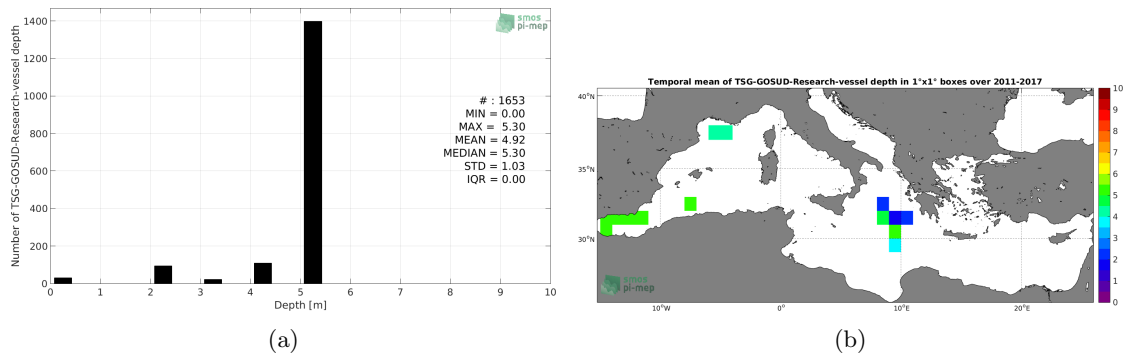 1400
1200
1000
800
600
400
200
0
Number of TSG-GOSUD-Research-vessel depth
smos
pi-mep
# : 1653
MIN = 0.00
MAX = 5.30
MEAN = 4.92
MEDIAN = 5.30
STD = 1.03
IQR = 0.00
0 1 2 3 4 5 6 7 8 9 10
Depth [m]
(a)
Temporal mean of TSG-GOSUD-Research-vessel depth in 1°x1° boxes over 2011-2017
40°N
35°N
30°N
smos
pi-mep
10°W 0° 10°E 20°E
10
9
8
7
6
5
4
3
2
1
0
(b)